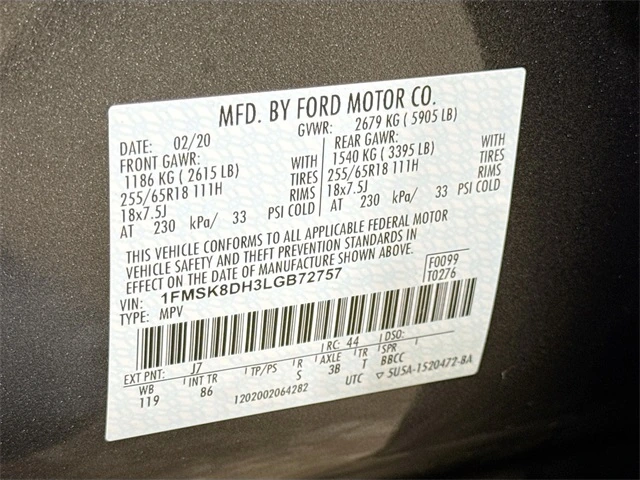 MFD. BY FORD MOTOR CO.
DATE: 02/20 GVWR: 2679 KG ( 5905 LB)
FRONT GAWR: WITH REAR GAWR: WITH
1186 KG ( 2615 LB) TIRES 1540 KG ( 3395 LB) TIRES
255/65R18 111H RIMS 255/65R18 111H RIMS
18x7.5J PSI COLD 18x7.5J PSI COLD
AT 230 kPa/ 33 AT 230 kPa/ 33
THIS VEHICLE CONFORMS TO ALL APPLICABLE FEDERAL MOTOR
VEHICLE SAFETY AND THEFT PREVENTION STANDARDS IN
EFFECT ON THE DATE OF MANUFACTURE SHOWN ABOVE.
VIN: 1FMSK8DH3LGB72757 F0099
TYPE: MPV T0276
EXT PNT: J7 RC: 44 DSO:
WB INT TR TP/PS R AXLE TR SPR
119 86 S 3B T BBCC
1202002064282 UTC ▽ 5U5A-1520472-BA